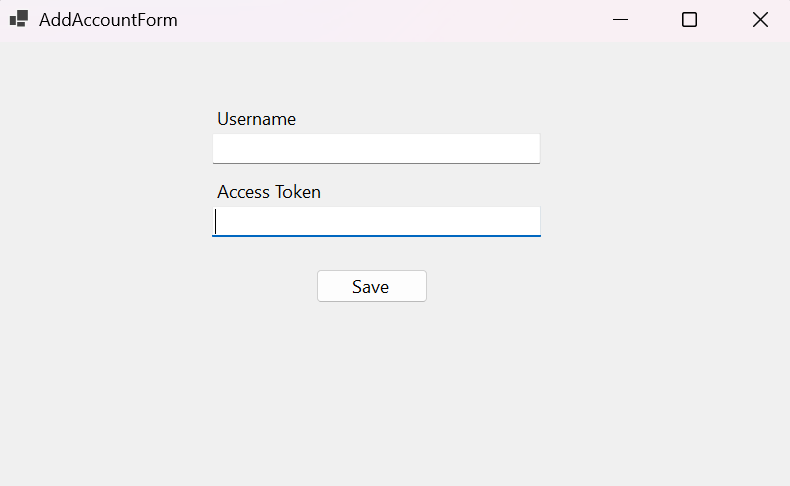 AddAccountForm
Username
Access Token
Save